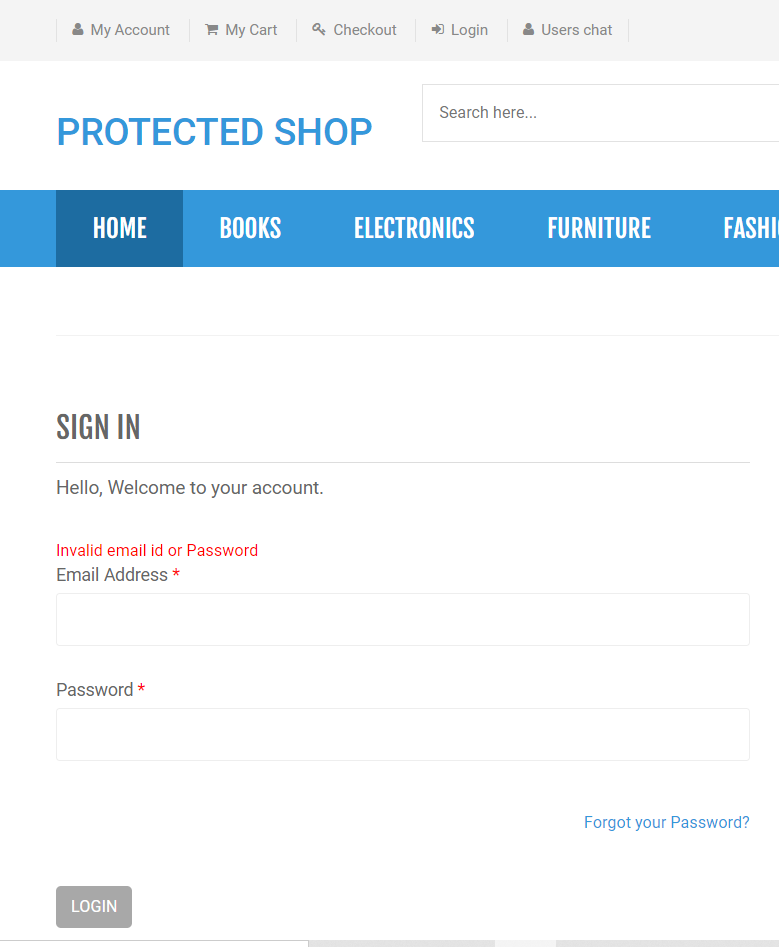 My Account My Cart Checkout Login Users chat
PROTECTED SHOP
Search here...
HOME BOOKS ELECTRONICS FURNITURE
SIGN IN
Hello, Welcome to your account.
Invalid email id or Password
Email Address *
Password *
Forgot your Password?
LOGIN